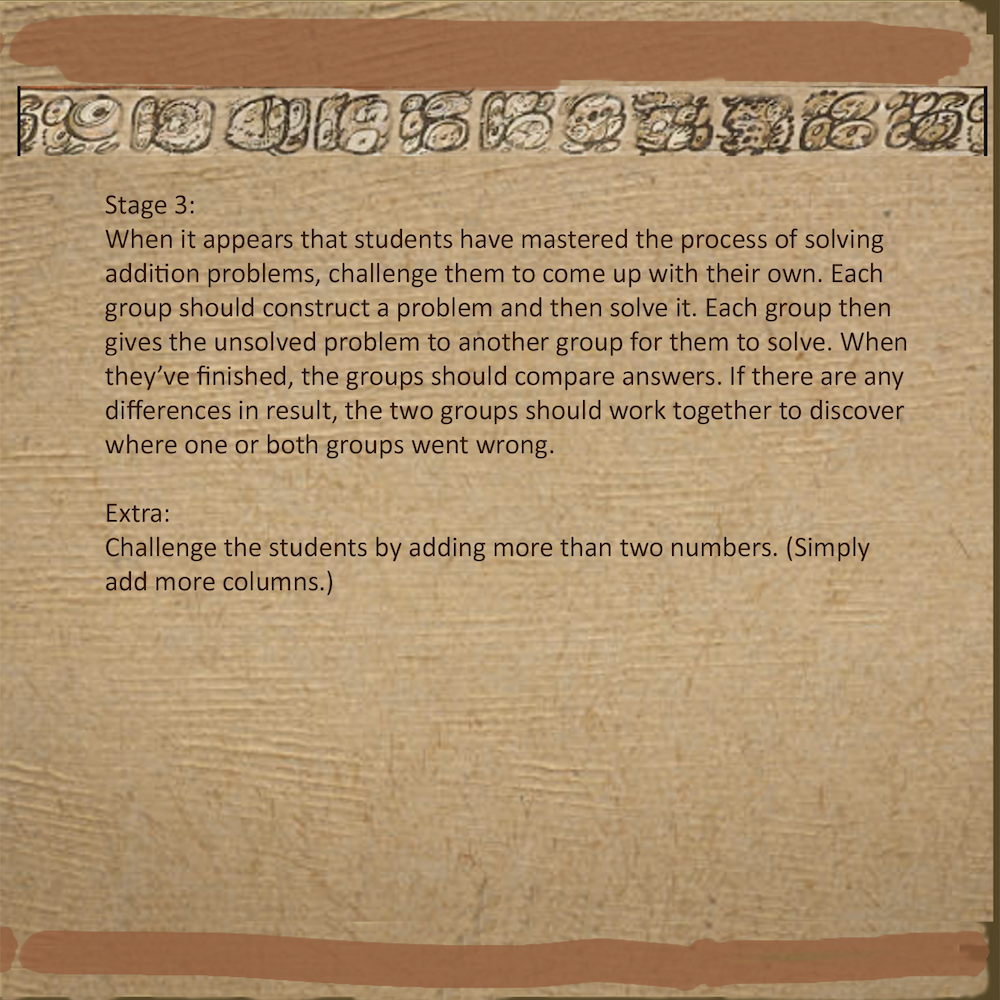 Stage 3:
When it appears that students have mastered the process of solving
addition problems, challenge them to come up with their own. Each
group should construct a problem and then solve it. Each group then
gives the unsolved problem to another group for them to solve. When
they’ve finished, the groups should compare answers. If there are any
differences in result, the two groups should work together to discover
where one or both groups went wrong.
Extra:
Challenge the students by adding more than two numbers. (Simply
add more columns.)